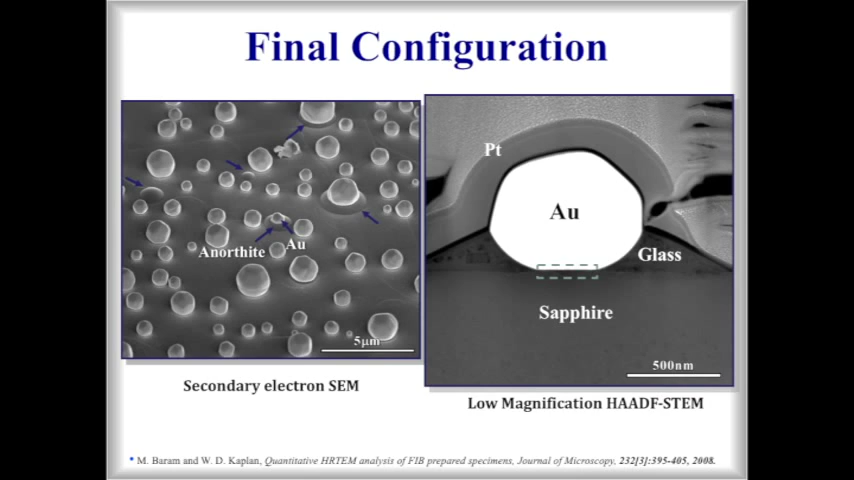 Final Configuration
Pt
Au
Anorthite
Au
Glass
Sapphire
5μm
500nm
Secondary electron SEM
Low Magnification HAADF-STEM
* M. Baram and W. D. Kaplan, Quantitative HRTEM analysis of FIB prepared specimens, Journal of Microscopy, 232[3]:395-405, 2008.